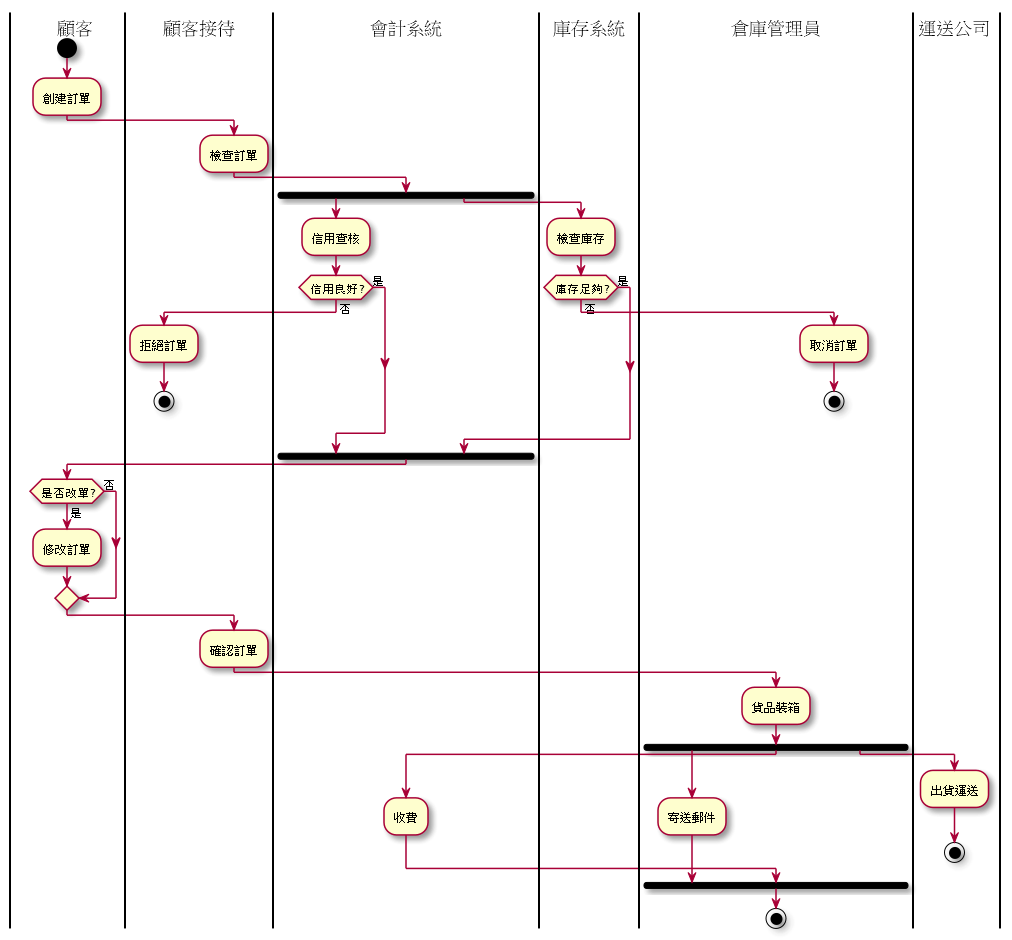 顧客
顧客接待
會計系統
庫存系統
倉庫管理員
運送公司
創建訂單
檢查訂單
信用查核
檢查庫存
信用良好?
是
否
庫存足夠?
是
否
拒絕訂單
取消訂單
是否改單?
否
是
修改訂單
確認訂單
貨品裝箱
出貨運送
收費
寄送郵件